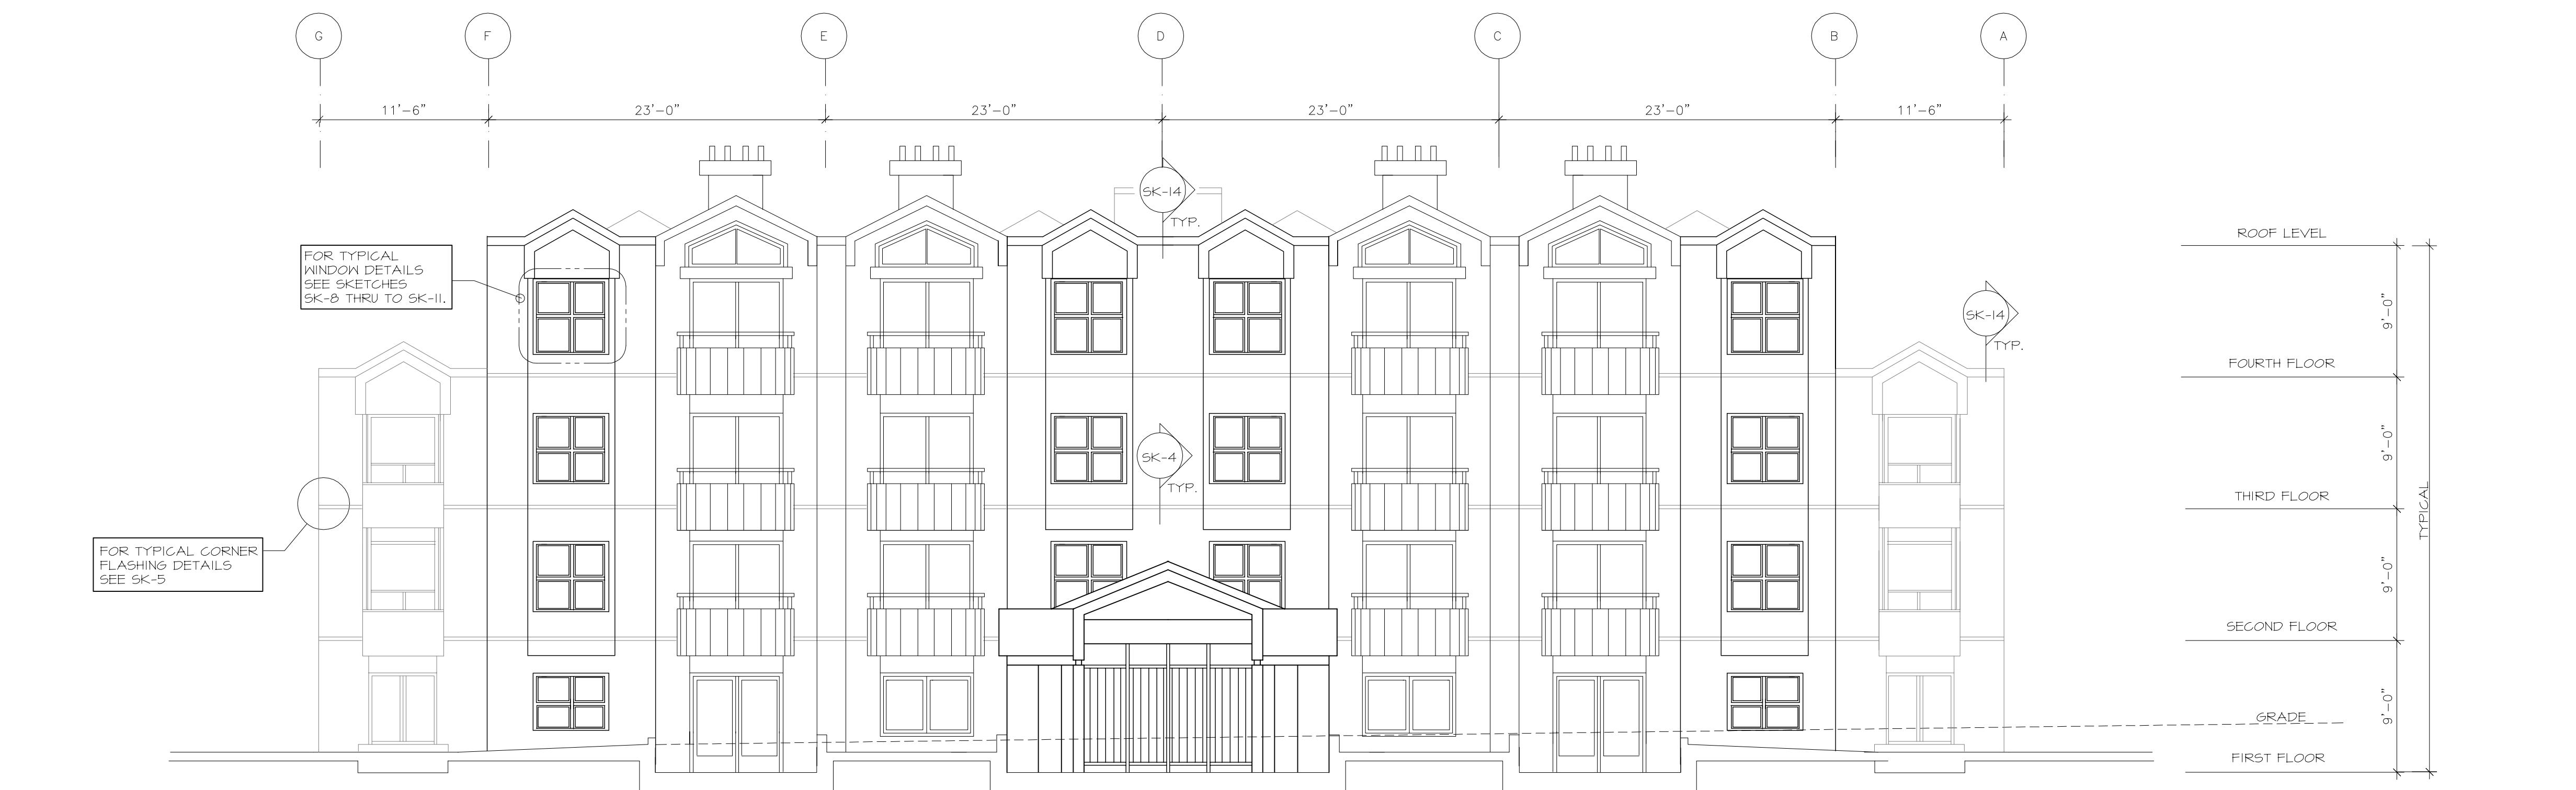 G
F
E
D
C
B
A
11'-6"
23'-0"
23'-0"
23'-0"
23'-0"
11'-6"
SK-14
TYP.
FOR TYPICAL
WINDOW DETAILS
SEE SKETCHES
SK-8 THRU TO SK-11.
ROOF LEVEL
9'-0"
SK-14
TYP.
FOURTH FLOOR
9'-0"
SK-4
TYP.
THIRD FLOOR
TYPICAL
FOR TYPICAL CORNER
FLASHING DETAILS
SEE SK-5
9'-0"
SECOND FLOOR
9'-0"
GRADE
FIRST FLOOR